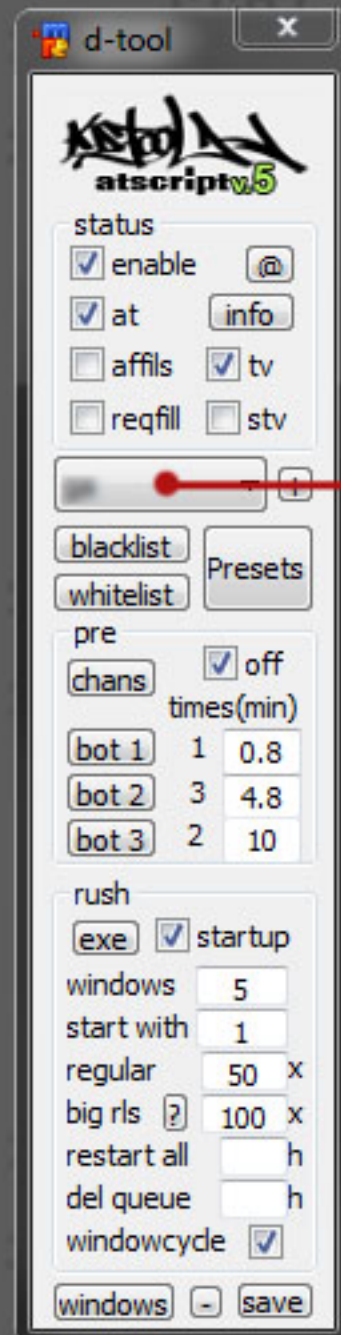 d-tool x
atscript v.5
status
enable @
at info
affils tv
reqfill stv
blacklist
Presets
whitelist
pre
chans off
times(min)
bot 1 1 0.8
bot 2 3 4.8
bot 3 2 10
rush
exe startup
windows 5
start with 1
regular 50 x
big rls ? 100 x
restart all h
del queue h
windowcycle
windows - save